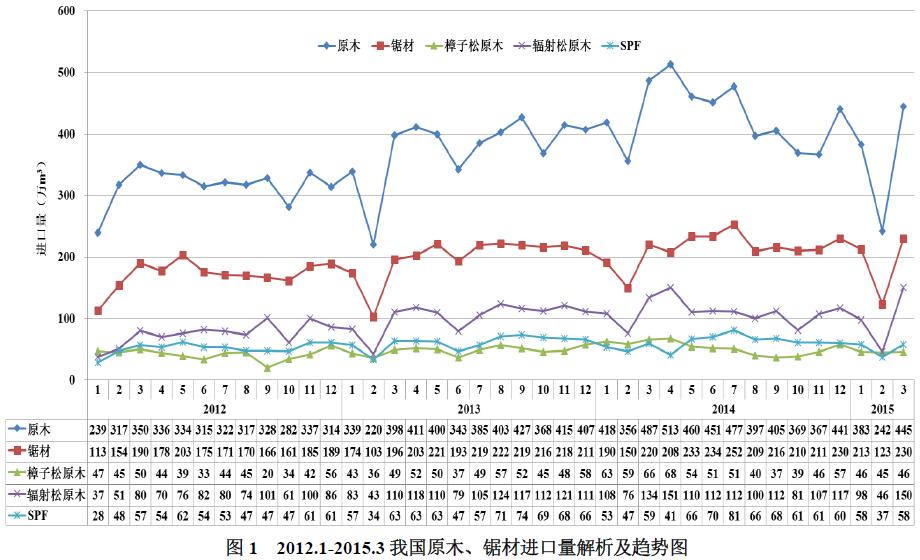 600
原木 锯材 樟子松原木 辐射松原木 SPF
500
400
300
200
100
0
进口量（万m³）
1 2 3 4 5 6 7 8 9 10 11 12 1 2 3 4 5 6 7 8 9 10 11 12 1 2 3 4 5 6 7 8 9 10 11 12 1 2 3
2012 2013 2014 2015
原木 239 317 350 336 334 315 322 317 328 282 337 314 339 220 398 411 400 343 385 403 427 368 415 407 418 356 487 513 460 451 477 397 405 369 367 441 383 242 445
锯材 113 154 190 178 203 175 171 170 166 161 185 189 174 103 196 203 221 193 219 222 219 216 218 211 190 150 220 208 233 234 252 209 216 210 211 230 213 123 230
樟子松原木 47 45 50 44 39 33 44 45 20 34 42 56 43 36 49 52 50 37 49 57 52 45 48 58 63 59 66 68 54 51 51 40 37 39 46 57 46 45 46
辐射松原木 37 51 80 70 76 82 80 74 101 61 100 86 83 43 110 118 110 79 105 124 117 112 121 111 108 76 134 151 110 112 112 100 112 81 107 117 98 46 150
SPF 28 48 57 54 62 54 53 47 47 47 61 61 57 34 63 63 63 47 57 71 74 69 68 66 53 47 59 41 66 70 81 66 68 61 61 60 58 37 58
图 1 2012.1-2015.3 我国原木、锯材进口量解析及趋势图